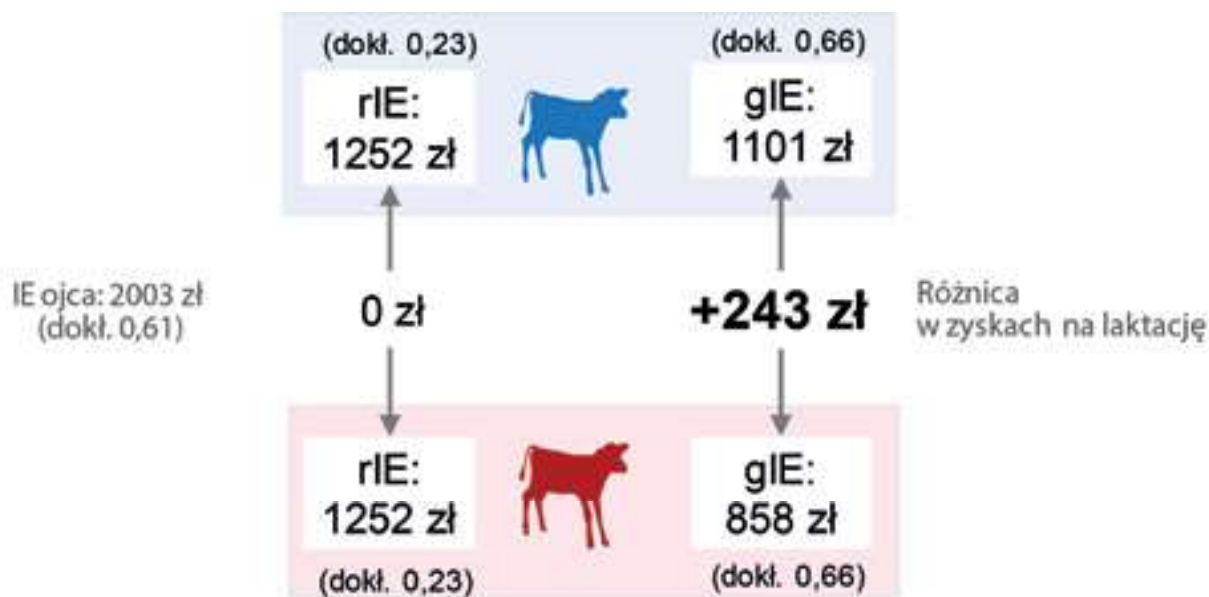 (dokł. 0,23)
(dokł. 0,66)
rIE:
1252 zł
gIE:
1101 zł
IE ojca: 2003 zł
(dokł. 0,61)
0 zł
+243 zł
Różnica
w zyskach na laktację
rIE:
1252 zł
gIE:
858 zł
(dokł. 0,23)
(dokł. 0,66)